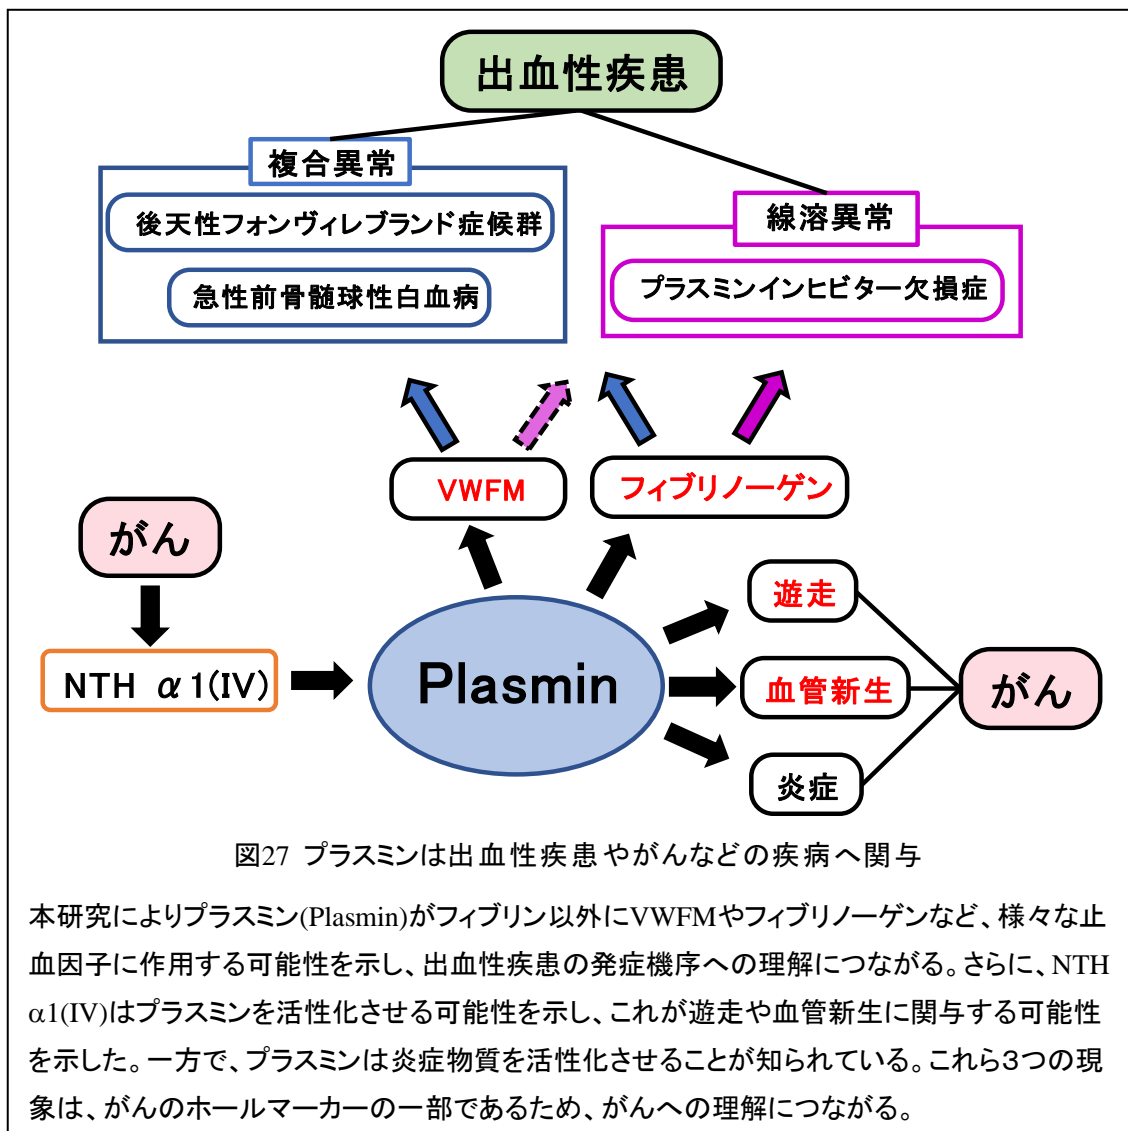 出血性疾患
複合異常
後天性フォンヴィレブランド症候群
急性前骨髄球性白血病
線溶異常
プラスミンインヒビター欠損症
VWFM
フィブリノーゲン
がん
NTH α1(IV)
Plasmin
遊走
血管新生
炎症
がん
図27 プラスミンは出血性疾患やがんなどの疾病へ関与
本研究によりプラスミン(Plasmin)がフィブリン以外にVWFMやフィブリノーゲンなど、様々な止
血因子に作用する可能性を示し、出血性疾患の発症機序への理解につながる。さらに、NTH
α1(IV)はプラスミンを活性化させる可能性を示し、これが遊走や血管新生に関与する可能性
を示した。一方で、プラスミンは炎症物質を活性化させることが知られている。これら3つの現
象は、がんのホールマーカーの一部であるため、がんへの理解につながる。